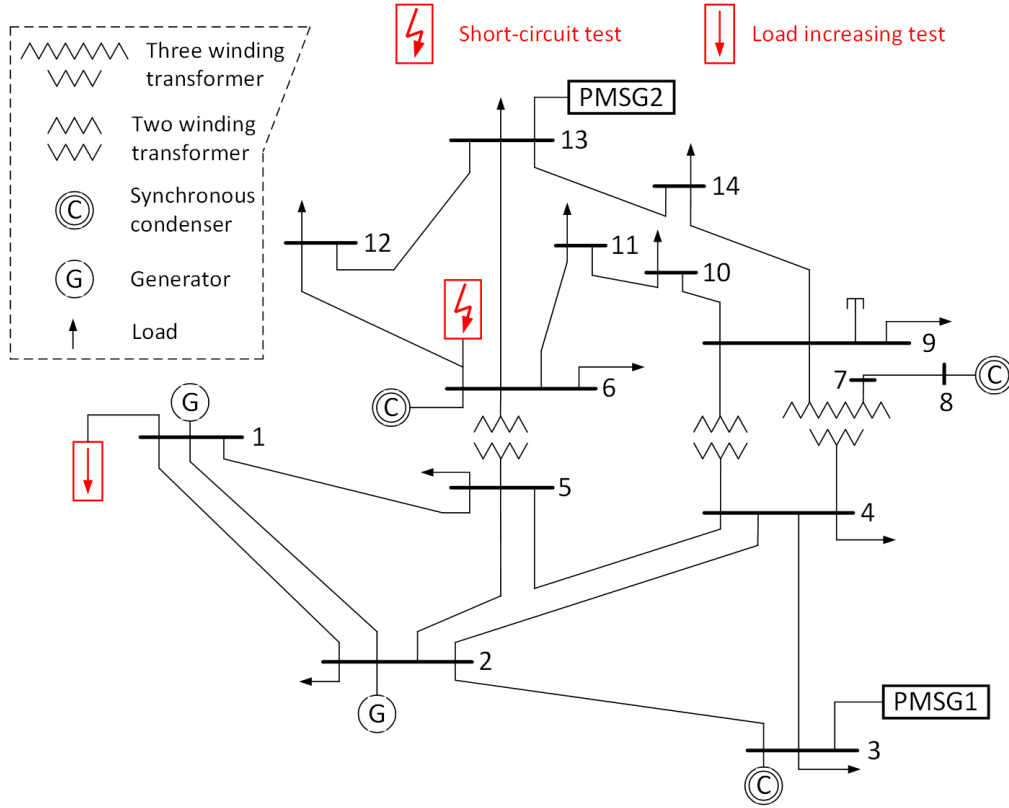 Short-circuit test
Load increasing test
Three winding
transformer
Two winding
transformer
C
Synchronous
condenser
G
Generator
Load
PMSG2
13
14
12
11
10
9
7
8
C
6
C
G
1
5
4
2
G
PMSG1
3
C